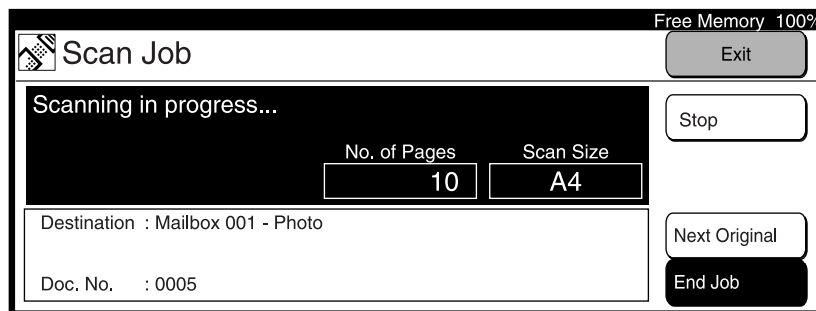 Free Memory 100%
Scan Job
Exit
Scanning in progress...
Stop
No. of Pages Scan Size
10 A4
Destination : Mailbox 001 - Photo
Next Original
Doc. No. : 0005
End Job